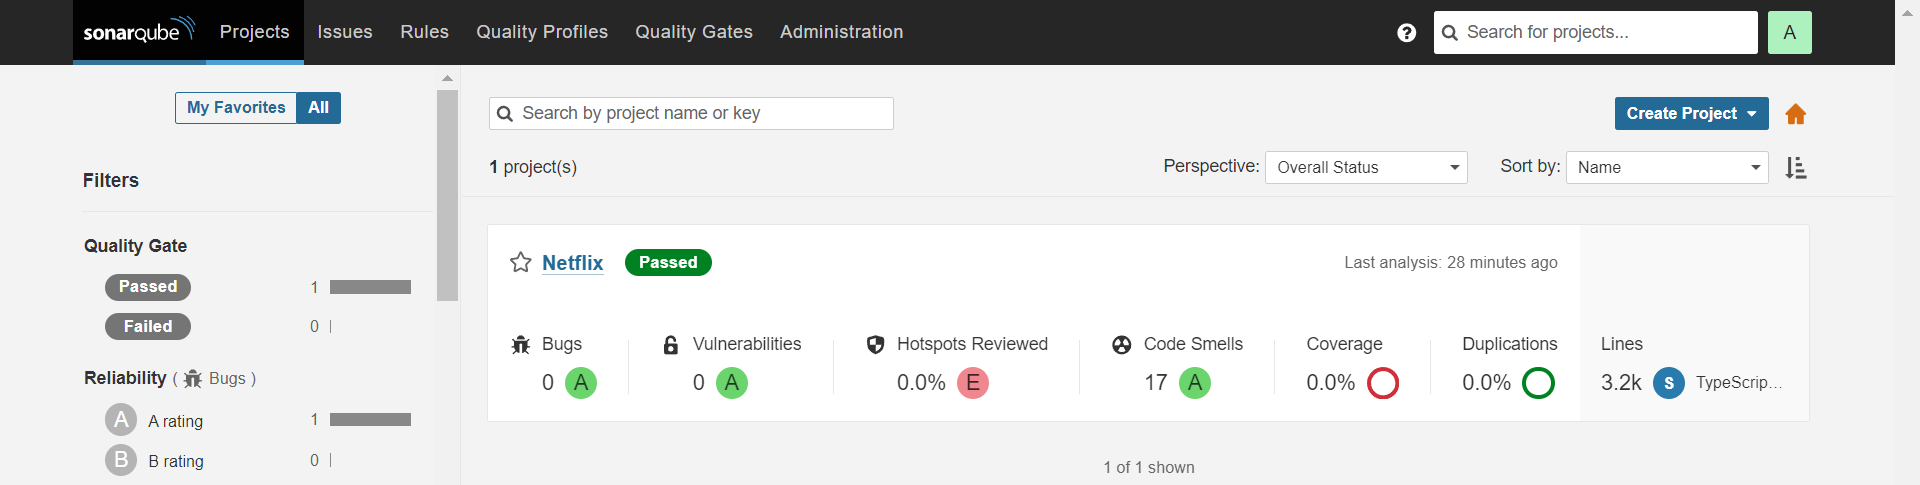 sonarqube Projects Issues Rules Quality Profiles Quality Gates Administration ? Search for projects... A
My Favorites All
Search by project name or key
Create Project
1 project(s)
Perspective: Overall Status
Sort by: Name
Filters
Quality Gate
Passed 1
Failed 0
Reliability ( Bugs )
A A rating 1
B B rating 0
Netflix Passed
Last analysis: 28 minutes ago
Bugs
0 A
Vulnerabilities
0 A
Hotspots Reviewed
0.0% E
Code Smells
17 A
Coverage
0.0%
Duplications
0.0%
Lines
3.2k S TypeScrip...
1 of 1 shown